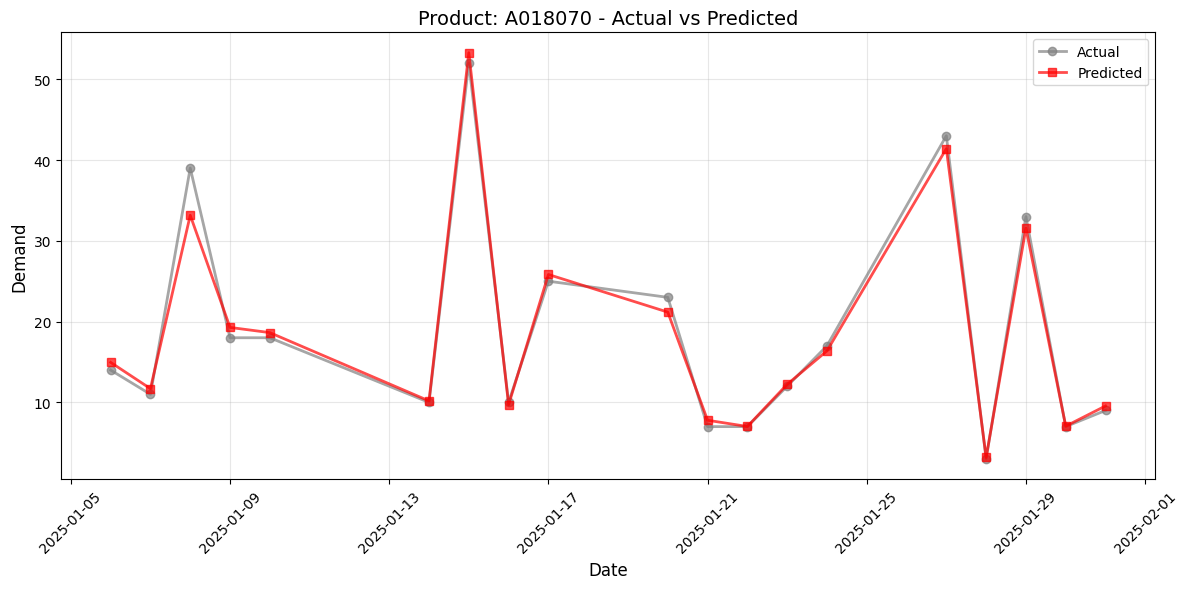 Product: A018070 - Actual vs Predicted
Actual
Predicted
Demand
50
40
30
20
10
2025-01-05
2025-01-09
2025-01-13
2025-01-17
2025-01-21
2025-01-25
2025-01-29
2025-02-01
Date